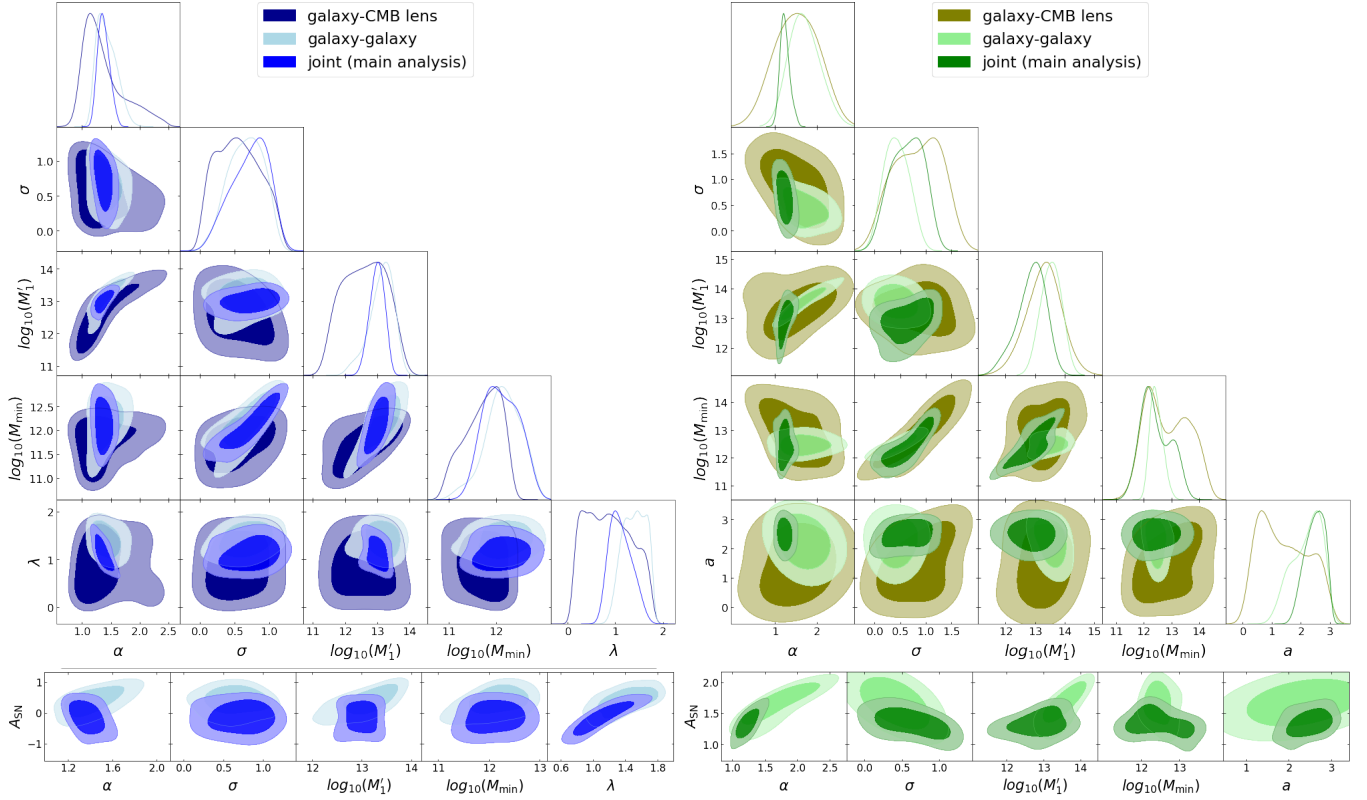 galaxy-CMB lens
galaxy-galaxy
joint (main analysis)
galaxy-CMB lens
galaxy-galaxy
joint (main analysis)
σ
1.0
0.5
0.0
σ
1.5
1.0
0.5
0.0
log₁₀(M′₁)
14
13
12
11
log₁₀(M′₁)
15
14
13
12
log₁₀(Mₘᵢₙ)
12.5
12.0
11.5
11.0
log₁₀(Mₘᵢₙ)
14
13
12
11
λ
2
1
0
a
3
2
1
0
1.0 1.5 2.0 2.5 0.0 0.5 1.0 11 12 13 14 11 12 0 1 2
α σ log₁₀(M′₁) log₁₀(Mₘᵢₙ) λ
1 2 0.0 0.5 1.0 1.5 12 13 14 15 11 12 13 14 0 1 2 3
α σ log₁₀(M′₁) log₁₀(Mₘᵢₙ) a
A_SN
1
0
−1
A_SN
2.0
1.5
1.0
1.2 1.6 2.0 0.0 0.5 1.0 12 13 14 11 12 13 0.6 1.0 1.4 1.8
α σ log₁₀(M′₁) log₁₀(Mₘᵢₙ) λ
1.0 1.5 2.0 2.5 0.0 0.5 1.0 12 13 14 12 13 1 2 3
α σ log₁₀(M′₁) log₁₀(Mₘᵢₙ) a